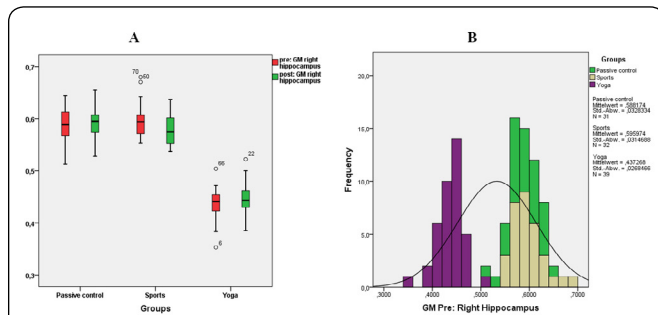 A
pre: GM right
hippocampus
post: GM right
hippocampus
0,7
0,6
0,5
0,4
0,3
70
60
66
6
22
Passive control
Sports
Yoga
Groups
B
Groups
Passive control
Sports
Yoga
Passive control
Mittelwert = ,588174
Std.-Abw. = ,0328334
N = 31
Sports
Mittelwert = ,595974
Std.-Abw. = ,0314688
N = 32
Yoga
Mittelwert = ,437268
Std.-Abw. = ,0268466
N = 39
Frequency
20,0
15,0
10,0
5,0
,0
,3000
,4000
,5000
,6000
,7000
GM Pre: Right Hippocampus